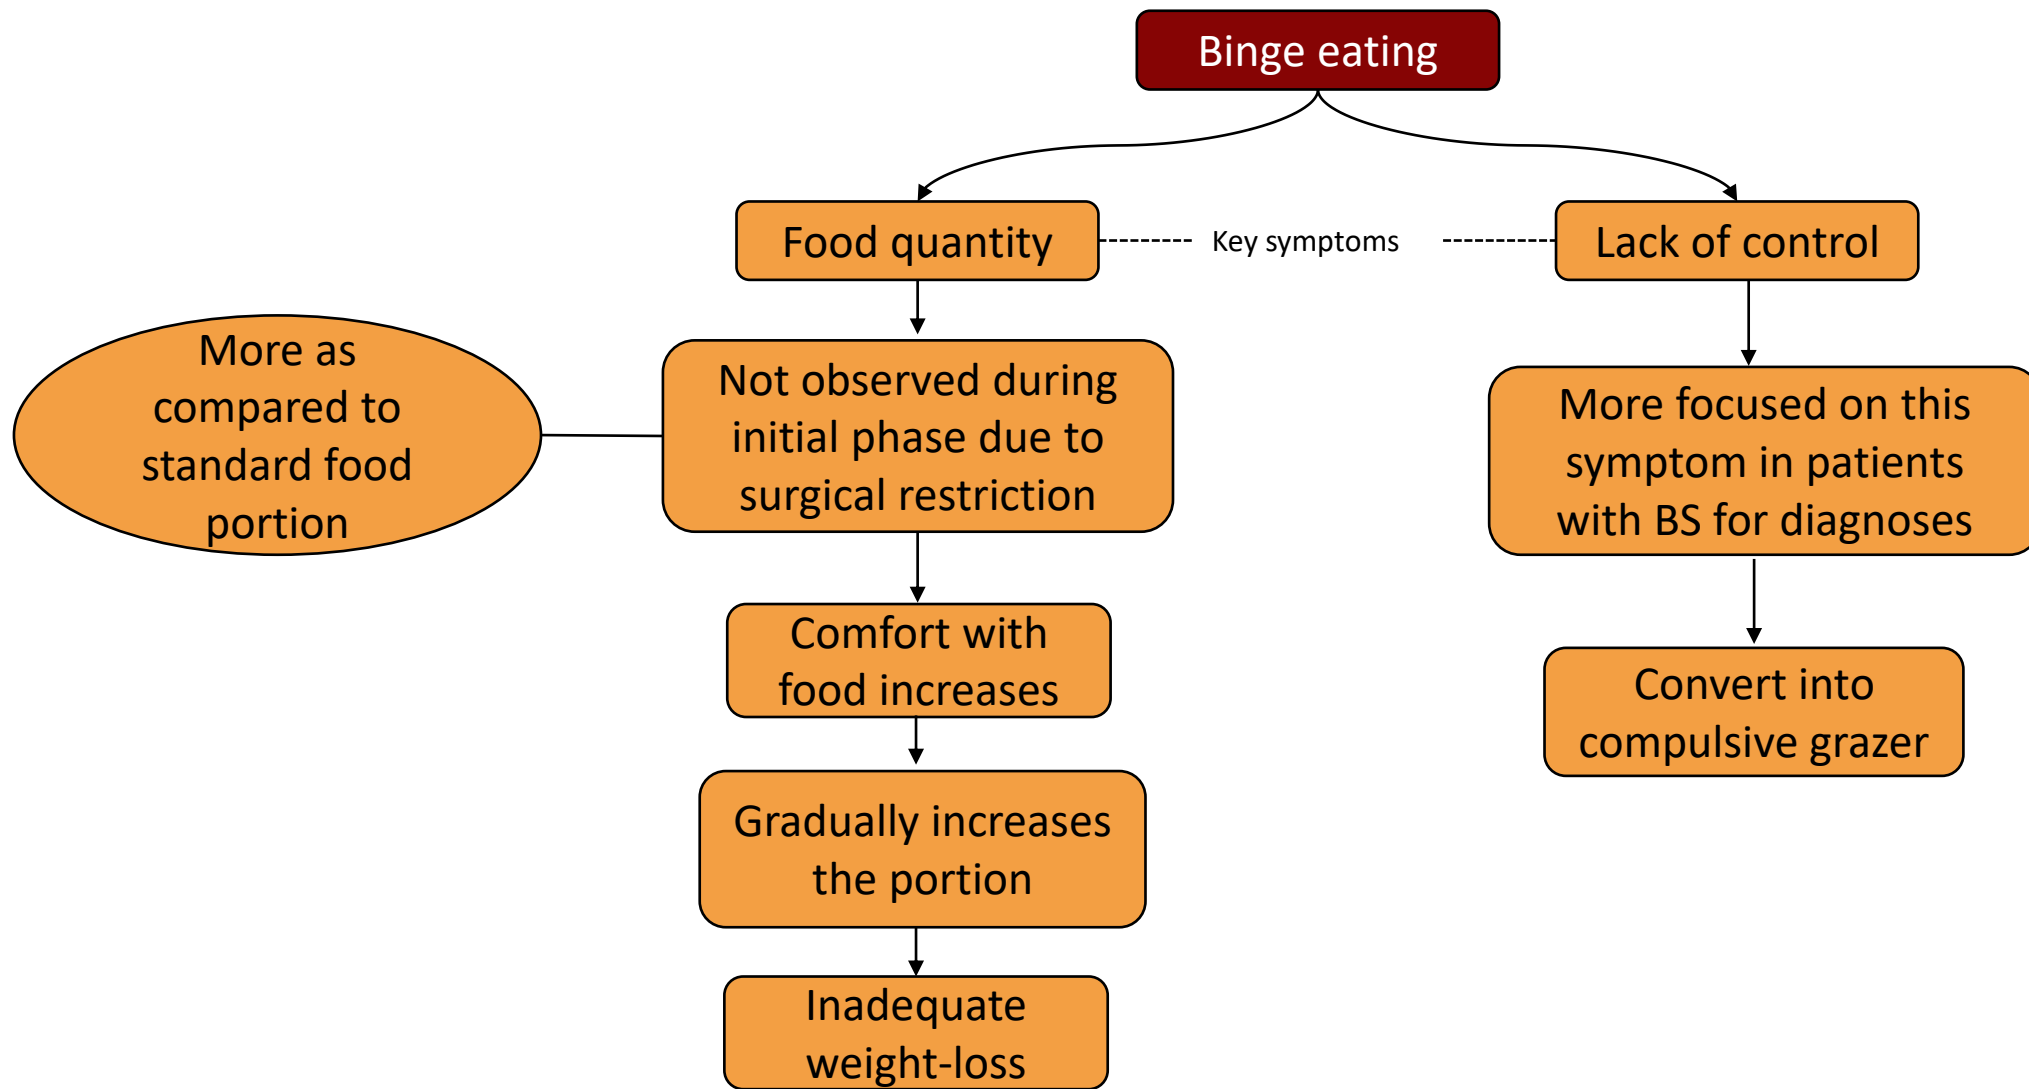 Binge eating
Food quantity
Key symptoms
Lack of control
More as
compared to
standard food
portion
Not observed during
initial phase due to
surgical restriction
More focused on this
symptom in patients
with BS for diagnoses
Comfort with
food increases
Convert into
compulsive grazer
Gradually increases
the portion
Inadequate
weight-loss